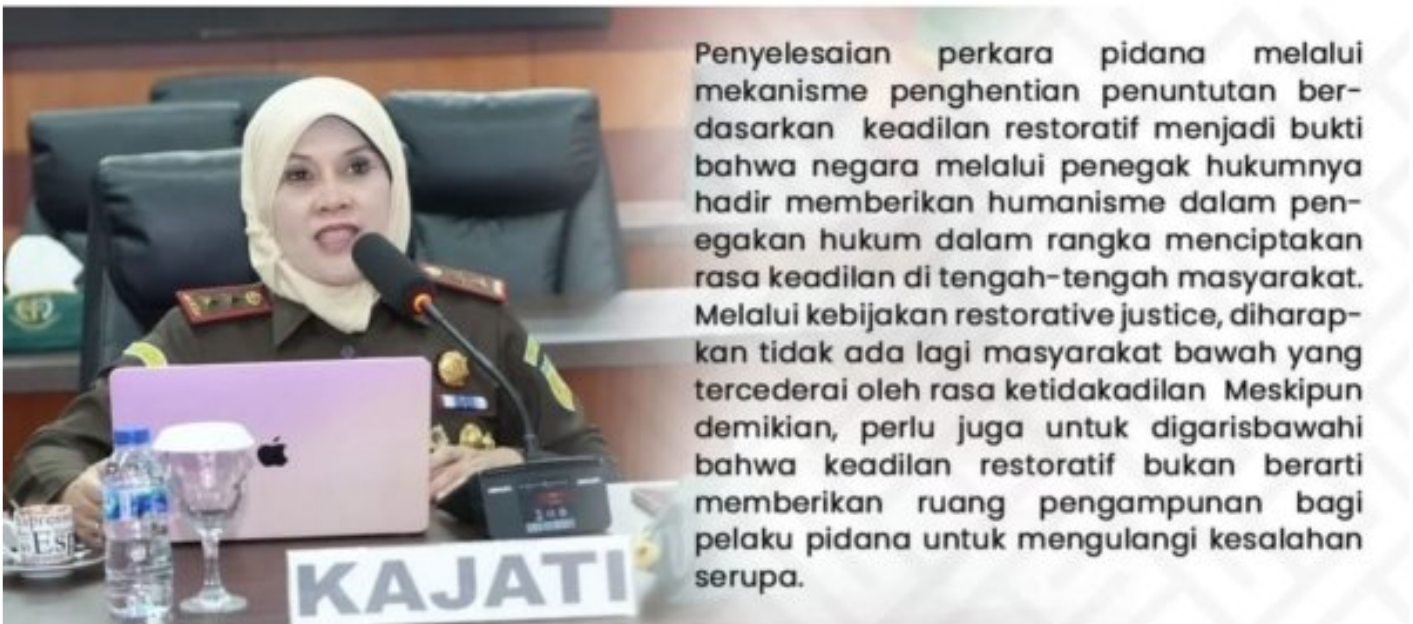 Penyelesaian perkara pidana melalui
mekanisme penghentian penuntutan ber-
dasarkan keadilan restoratif menjadi bukti
bahwa negara melalui penegak hukumnya
hadir memberikan humanisme dalam pen-
egakan hukum dalam rangka menciptakan
rasa keadilan di tengah-tengah masyarakat.
Melalui kebijakan restorative justice, diharap-
kan tidak ada lagi masyarakat bawah yang
tercederai oleh rasa ketidakadilan Meskipun
demikian, perlu juga untuk digarisbawahi
bahwa keadilan restoratif bukan berarti
memberikan ruang pengampunan bagi
pelaku pidana untuk mengulangi kesalahan
serupa.
KAJATI